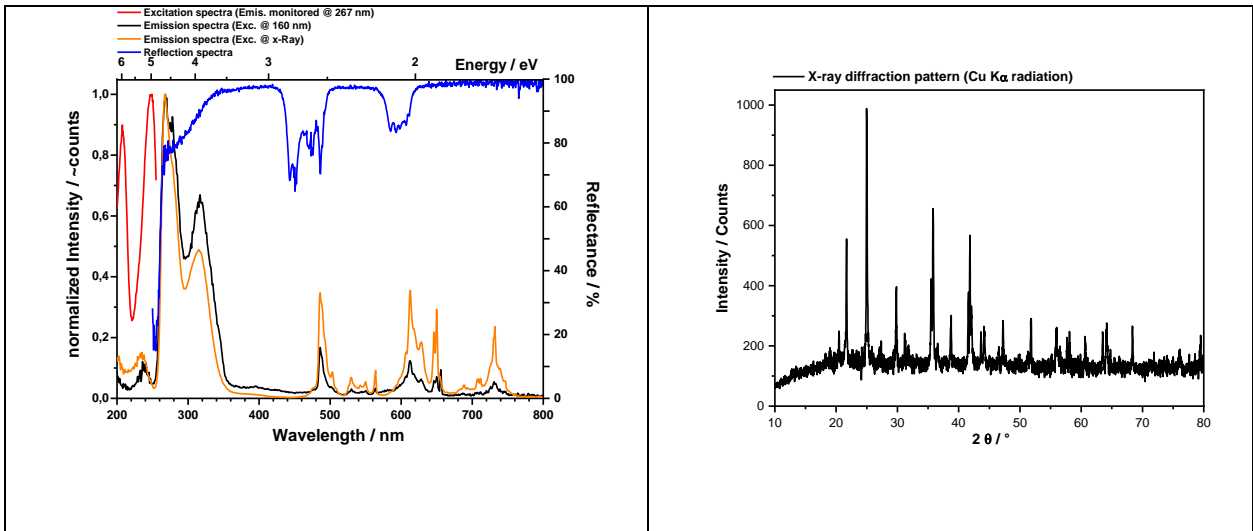 Excitation spectra (Emis. monitored @ 267 nm)
Emission spectra (Exc. @ 160 nm)
Emission spectra (Exc. @ x-Ray)
Reflection spectra
6 5 4 3 2
Energy / eV
1,0
0,8
0,6
0,4
0,2
0,0
normalized Intensity / ~counts
100
80
60
40
20
0
Reflectance / %
200 300 400 500 600 700 800
Wavelength / nm
X-ray diffraction pattern (Cu Kα radiation)
1000
800
600
400
200
0
Intensity / Counts
10 20 30 40 50 60 70 80
2 θ / °